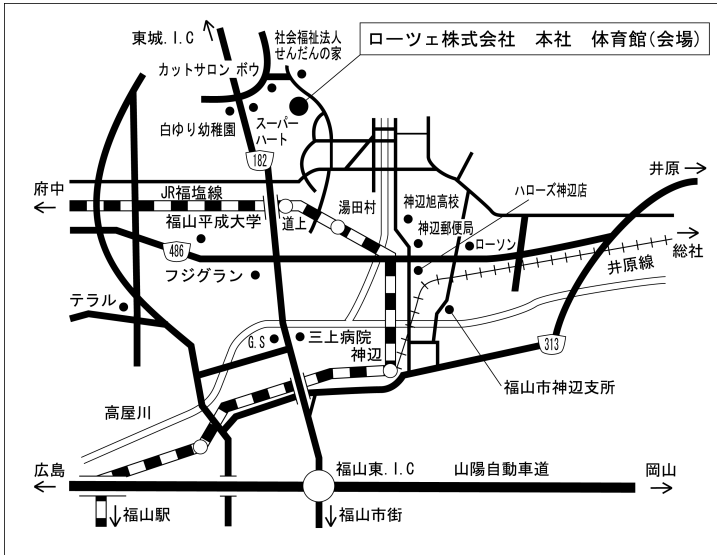 東城.I.C
社会福祉法人
せんだんの家
ローツェ株式会社 本社 体育館(会場)
カットサロン ボウ
白ゆり幼稚園
スーパー
ハート
182
井原
府中
JR福塩線
道上
湯田村
神辺旭高校
ハローズ神辺店
福山平成大学
神辺郵便局
ローソン
総社
486
フジグラン
井原線
テラル
G.S
三上病院
神辺
313
福山市神辺支所
高屋川
広島
福山東.I.C
山陽自動車道
岡山
福山駅
福山市街